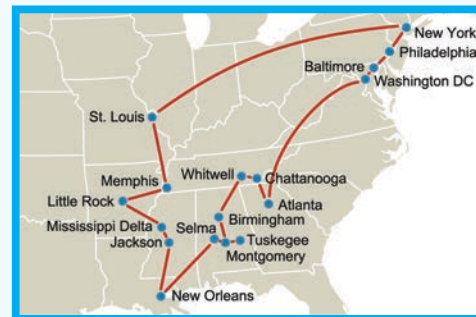 New York
Philadelphia
Baltimore
Washington DC
St. Louis
Whitwell
Chattanooga
Memphis
Little Rock
Atlanta
Birmingham
Mississippi Delta
Selma
Jackson
Tuskegee
Montgomery
New Orleans